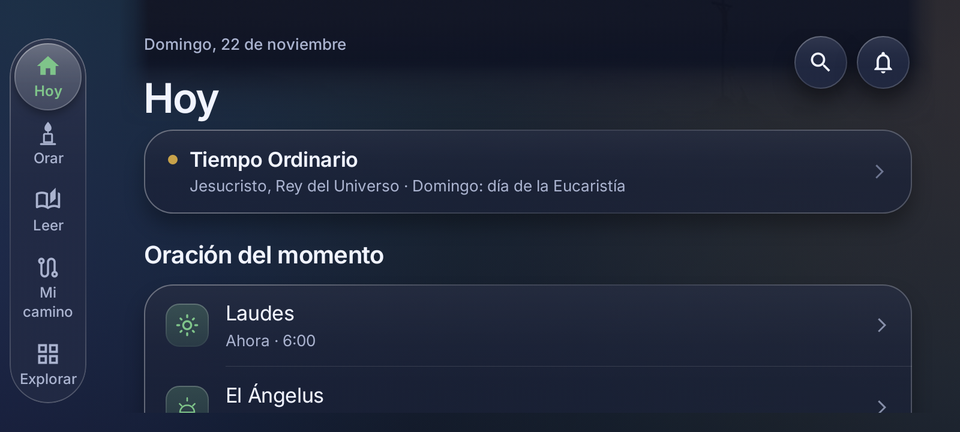 Domingo, 22 de noviembre
Hoy
Hoy
Orar
Leer
Mi
camino
Explorar
Tiempo Ordinario
Jesucristo, Rey del Universo · Domingo: día de la Eucaristía
Oración del momento
Laudes
Ahora · 6:00
El Ángelus